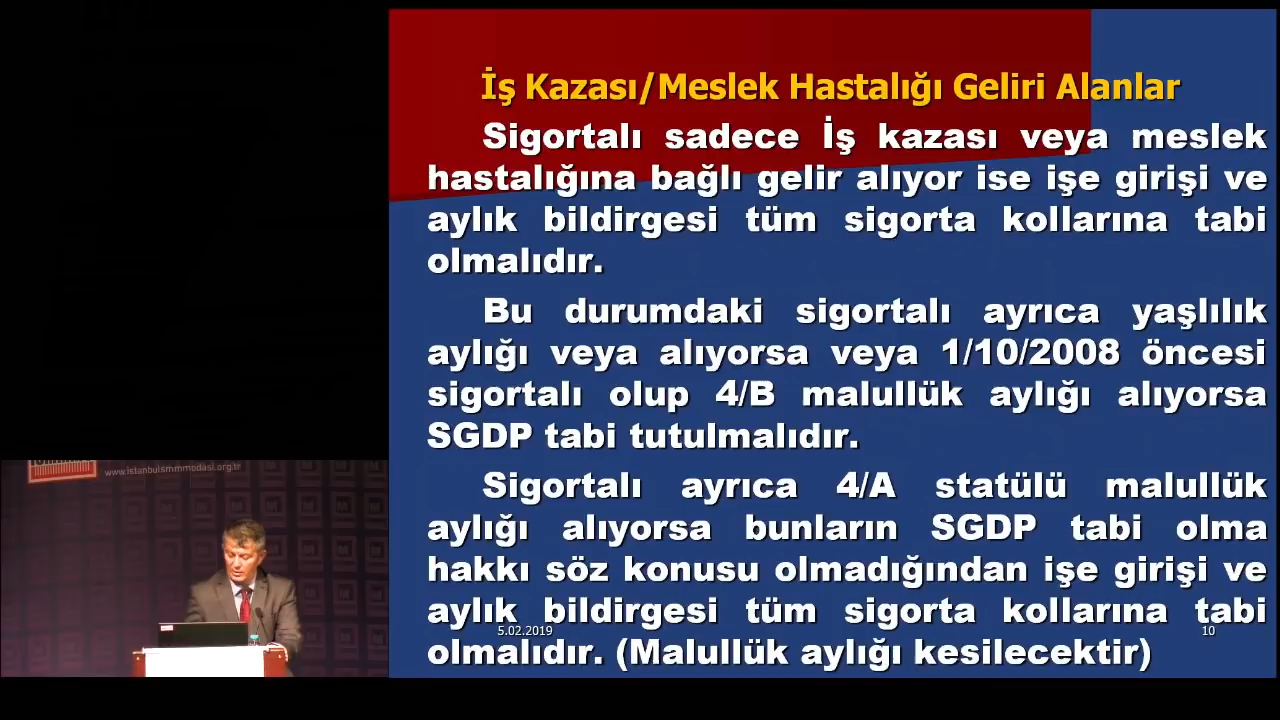 İş Kazası/Meslek Hastalığı Geliri Alanlar
Sigortalı sadece İş kazası veya meslek
hastalığına bağlı gelir alıyor ise işe girişi ve
aylık bildirgesi tüm sigorta kollarına tabi
olmalıdır.
Bu durumdaki sigortalı ayrıca yaşlılık
aylığı veya alıyorsa veya 1/10/2008 öncesi
sigortalı olup 4/B malullük aylığı alıyorsa
SGDP tabi tutulmalıdır.
Sigortalı ayrıca 4/A statülü malullük
aylığı alıyorsa bunların SGDP tabi olma
hakkı söz konusu olmadığından işe girişi ve
aylık bildirgesi tüm sigorta kollarına tabi
5.02.2019
10
olmalıdır. (Malullük aylığı kesilecektir)
www.istanbulsmmmodasi.org.tr